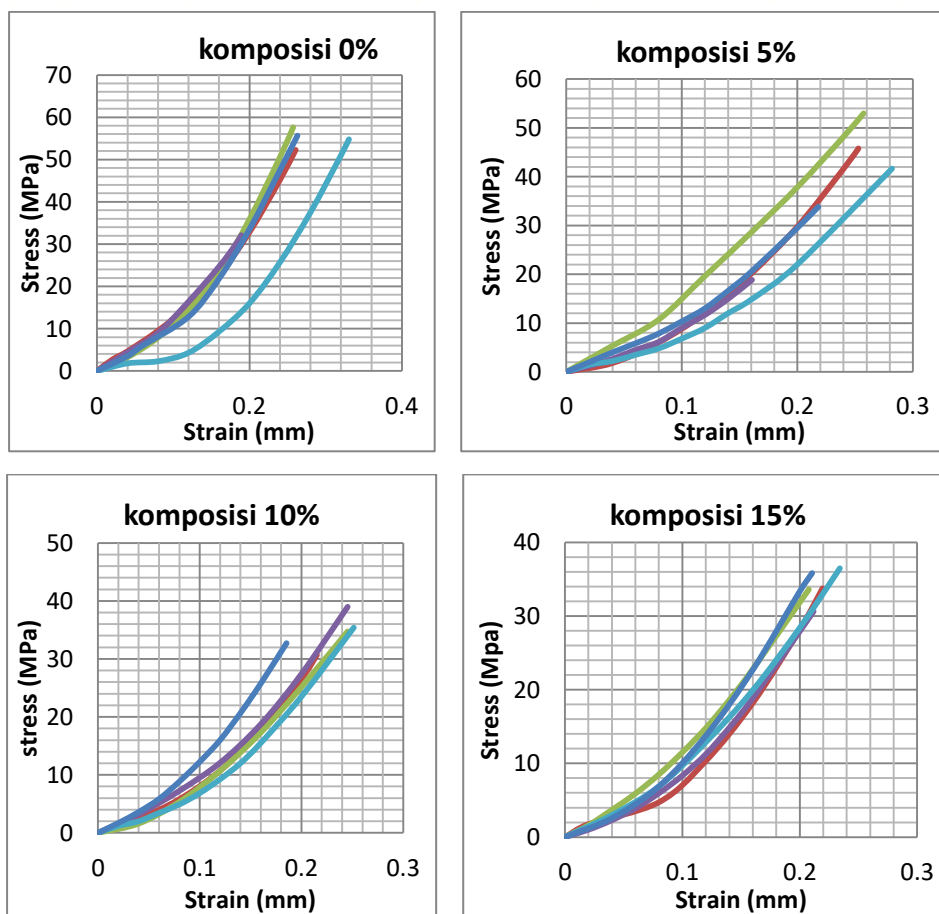 komposisi 0%
70
60
50
40
30
20
10
0
Stress (MPa)
0 0.2 0.4
Strain (mm)
komposisi 5%
60
50
40
30
20
10
0
Stress (MPa)
0 0.1 0.2 0.3
Strain (mm)
komposisi 10%
50
40
30
20
10
0
stress (MPa)
0 0.1 0.2 0.3
Strain (mm)
komposisi 15%
40
30
20
10
0
Stress (Mpa)
0 0.1 0.2 0.3
Strain (mm)